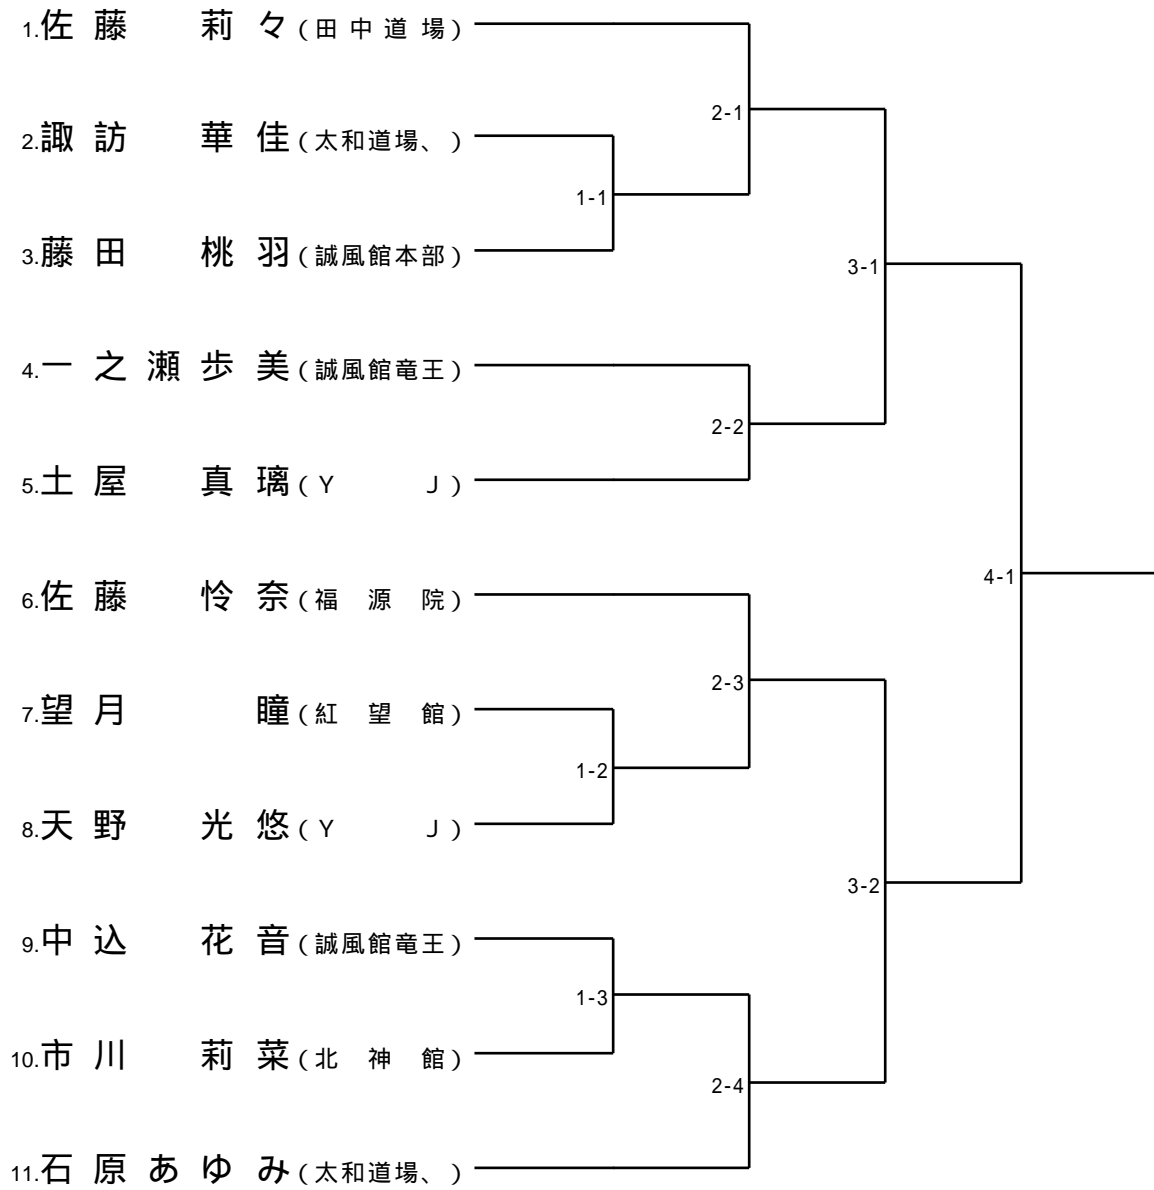 1.佐藤 莉々(田中道場)
2-1
2.諏訪 華佳(太和道場、)
1-1
3.藤田 桃羽(誠風館本部)
3-1
4.一之瀬歩美(誠風館竜王)
2-2
5.土屋 真璃(Y J)
4-1
6.佐藤 怜奈(福源院)
2-3
7.望月 瞳(紅望館)
1-2
8.天野 光悠(Y J)
3-2
9.中込 花音(誠風館竜王)
1-3
10.市川 莉菜(北神館)
2-4
11.石原あゆみ(太和道場、)